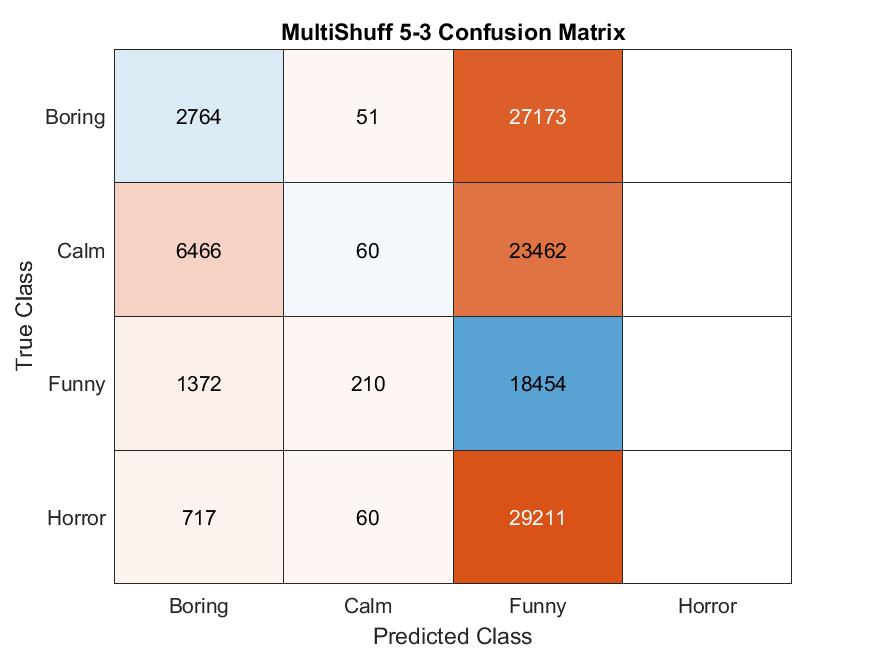 MultiShuff 5-3 Confusion Matrix
True Class
Boring 2764 51 27173
Calm 6466 60 23462
Funny 1372 210 18454
Horror 717 60 29211
Boring Calm Funny Horror
Predicted Class